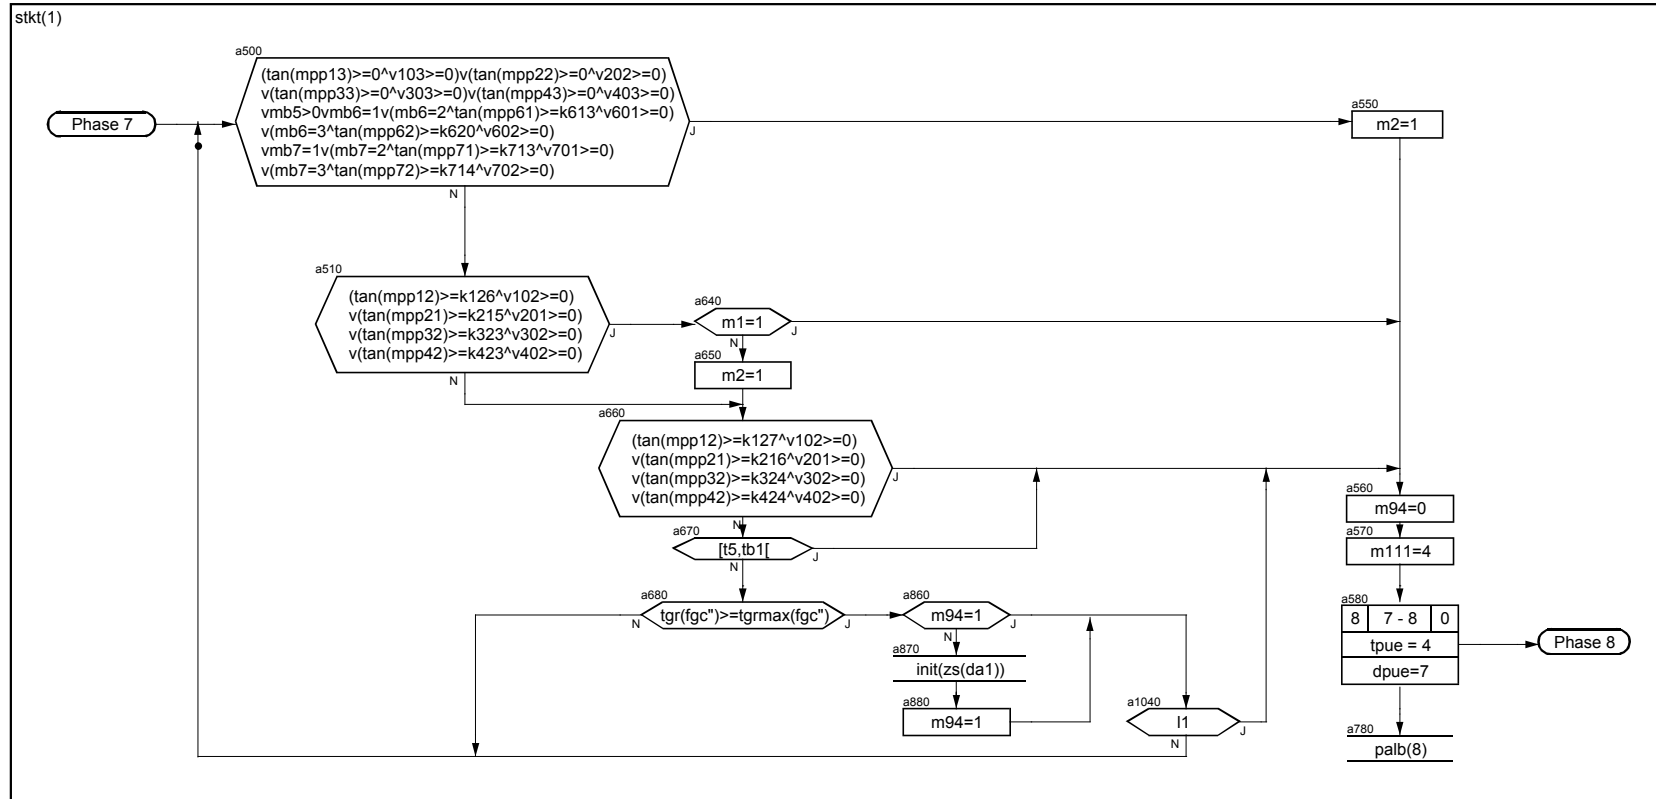 stkt(1)
a500
(tan(mpp13)>=0^v103>=0)v(tan(mpp22)>=0^v202>=0)
v(tan(mpp33)>=0^v303>=0)v(tan(mpp43)>=0^v403>=0)
vmb5>0vmb6=1v(mb6=2^tan(mpp61)>=k613^v601>=0)
v(mb6=3^tan(mpp62)>=k620^v602>=0)
vmb7=1v(mb7=2^tan(mpp71)>=k713^v701>=0)
v(mb7=3^tan(mpp72)>=k714^v702>=0)
J
N
Phase 7
a550
m2=1
a510
(tan(mpp12)>=k126^v102>=0)
v(tan(mpp21)>=k215^v201>=0)
v(tan(mpp32)>=k323^v302>=0)
v(tan(mpp42)>=k423^v402>=0)
J
N
a640
m1=1
J
N
a650
m2=1
a660
(tan(mpp12)>=k127^v102>=0)
v(tan(mpp21)>=k216^v201>=0)
v(tan(mpp32)>=k324^v302>=0)
v(tan(mpp42)>=k424^v402>=0)
J
N
a670
[t5,tb1[
J
N
a680
tgr(fgc")>=tgrmax(fgc")
N
J
a860
m94=1
J
N
a870
init(zs(da1))
a880
m94=1
a1040
l1
J
N
a560
m94=0
a570
m111=4
a580
8 7 - 8 0
tpue = 4
dpue=7
Phase 8
a780
palb(8)